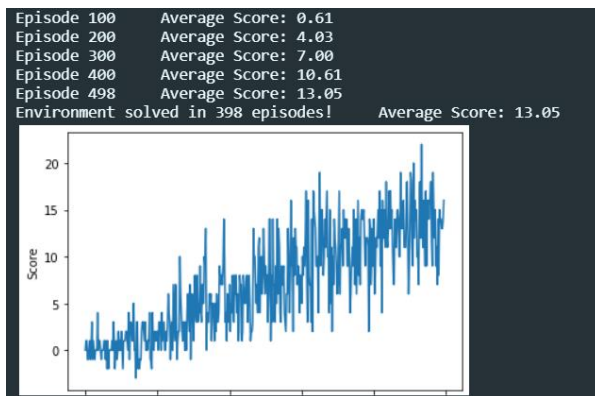 Episode 100 Average Score: 0.61
Episode 200 Average Score: 4.03
Episode 300 Average Score: 7.00
Episode 400 Average Score: 10.61
Episode 498 Average Score: 13.05
Environment solved in 398 episodes! Average Score: 13.05
20
15
10
5
0
Score